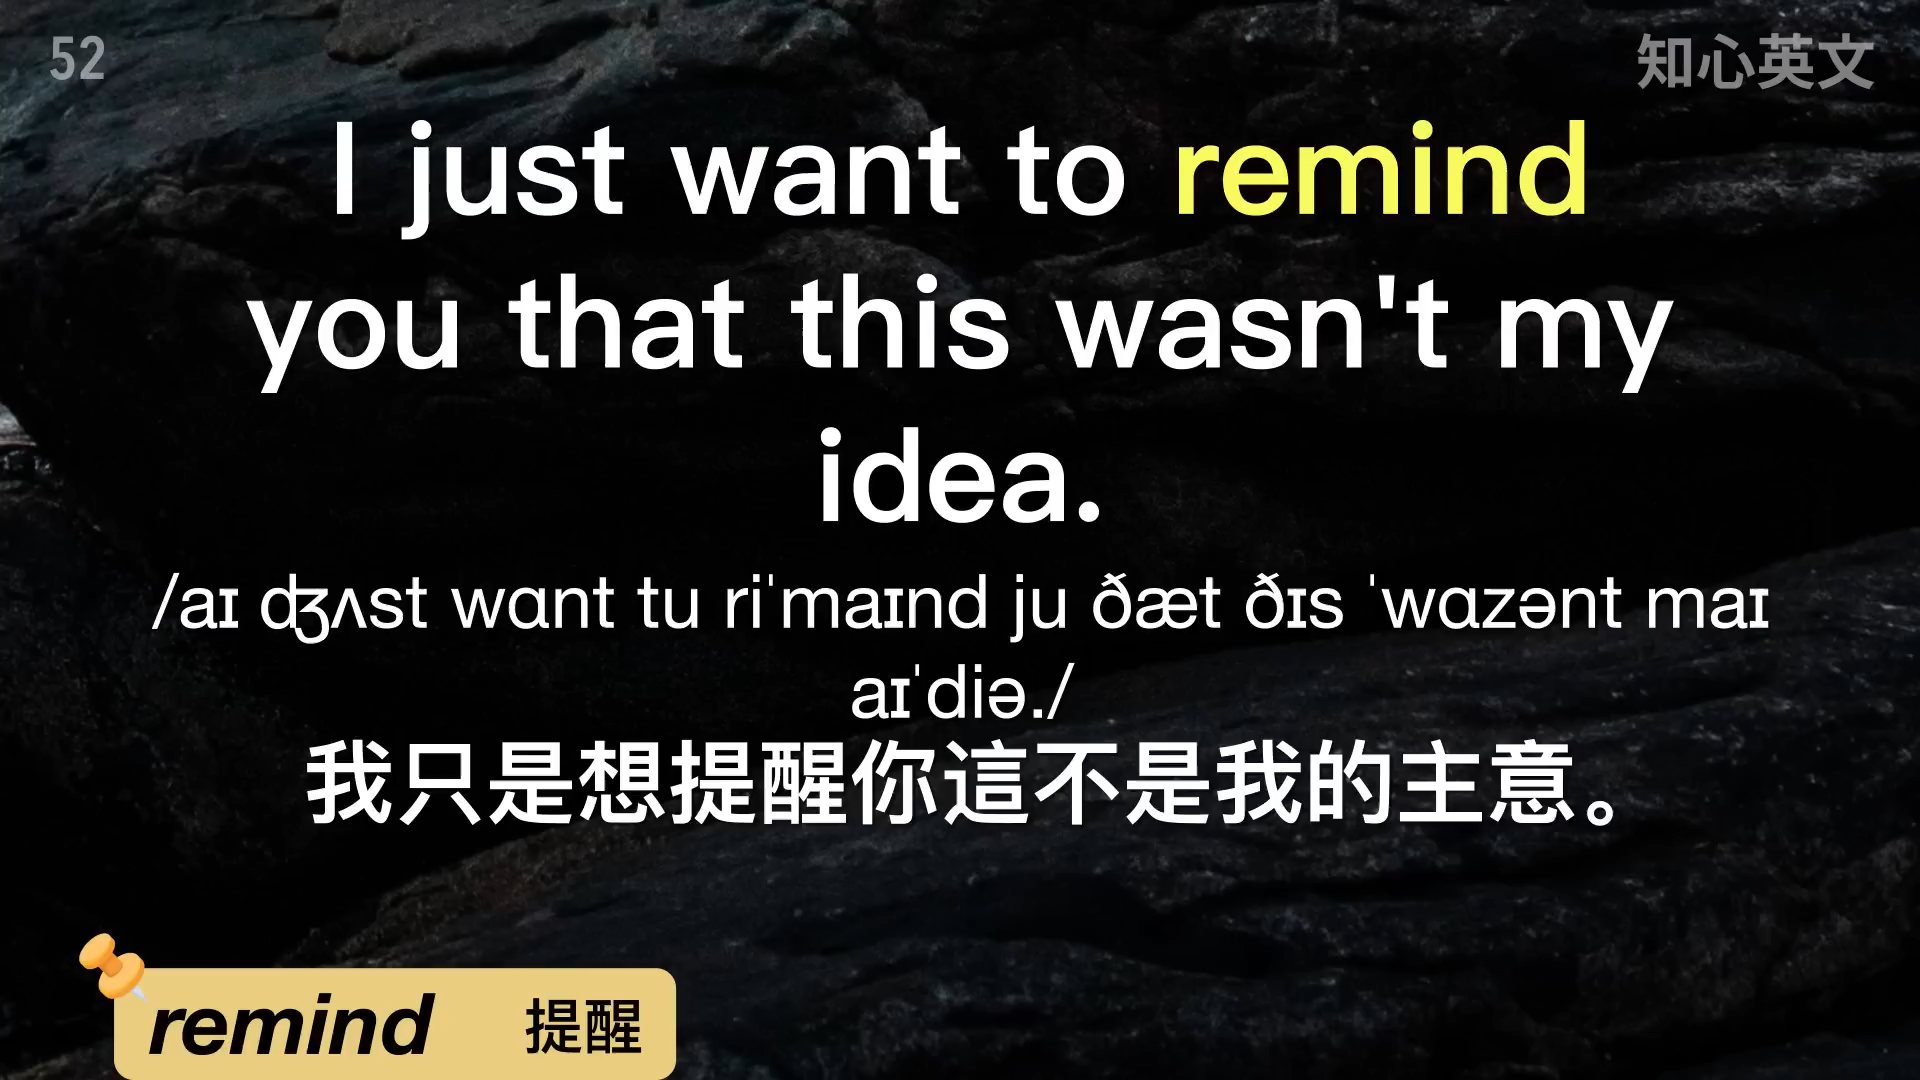 52
知心英文
I just want to remind
you that this wasn't my
idea.
/aɪ ʤʌst wɑnt tu riˈmaɪnd ju ðæt ðɪs ˈwɑzənt maɪ
aɪˈdiə./
我只是想提醒你這不是我的主意。
remind 提醒